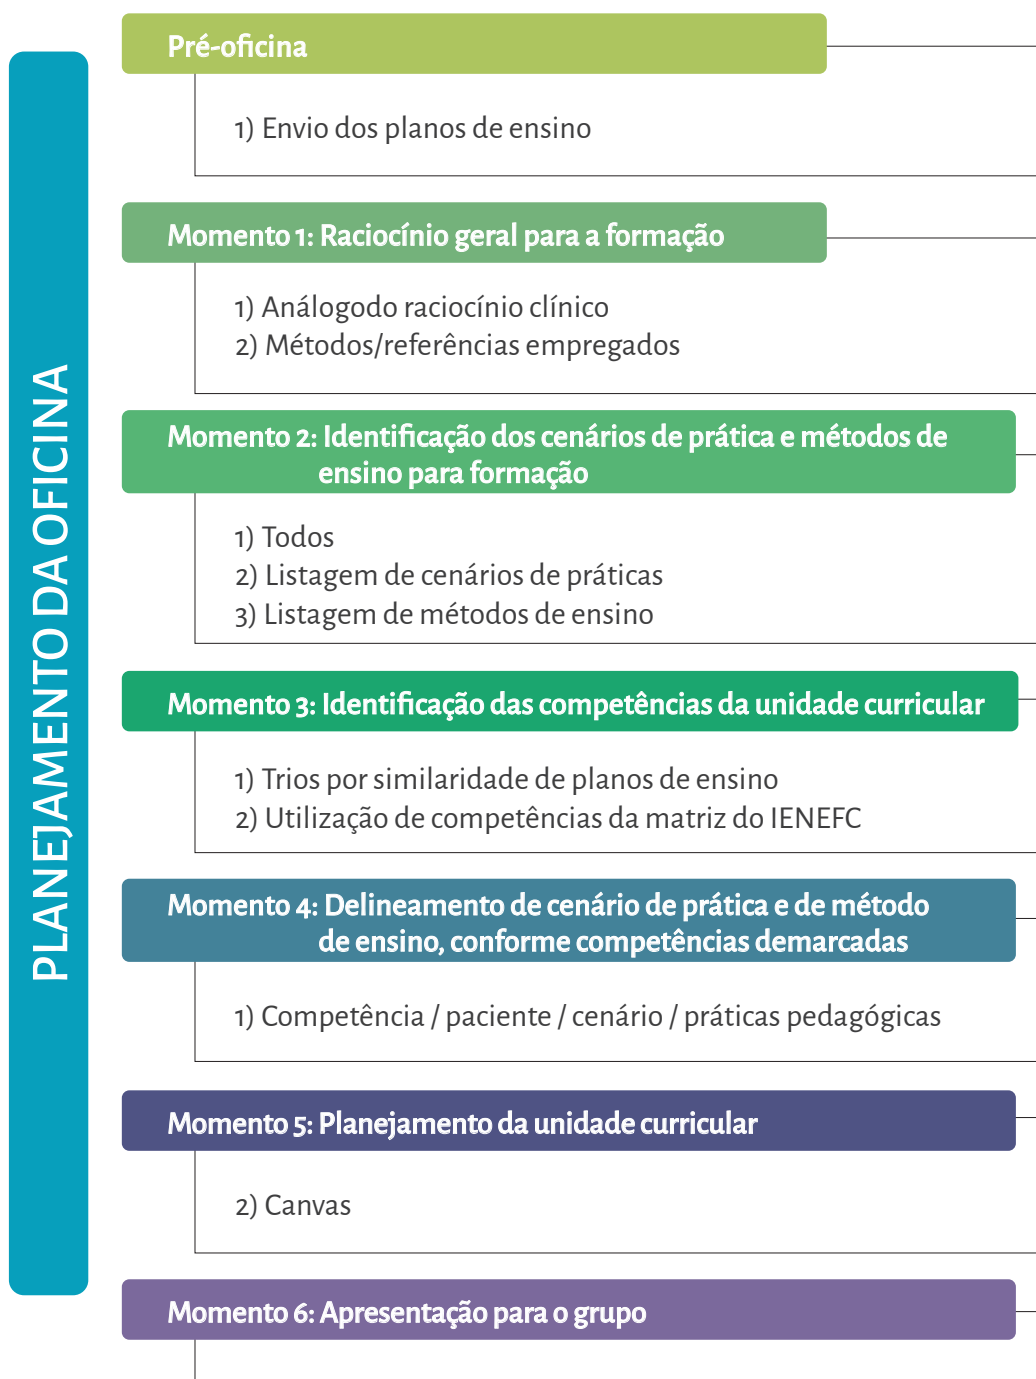 PLANEJAMENTO DA OFICINA
Pré-oficina
1) Envio dos planos de ensino
Momento 1: Raciocínio geral para a formação
1) Análogodo raciocínio clínico
2) Métodos/referências empregados
Momento 2: Identificação dos cenários de prática e métodos de
ensino para formação
1) Todos
2) Listagem de cenários de práticas
3) Listagem de métodos de ensino
Momento 3: Identificação das competências da unidade curricular
1) Trios por similaridade de planos de ensino
2) Utilização de competências da matriz do IENEFC
Momento 4: Delineamento de cenário de prática e de método
de ensino, conforme competências demarcadas
1) Competência / paciente / cenário / práticas pedagógicas
Momento 5: Planejamento da unidade curricular
2) Canvas
Momento 6: Apresentação para o grupo